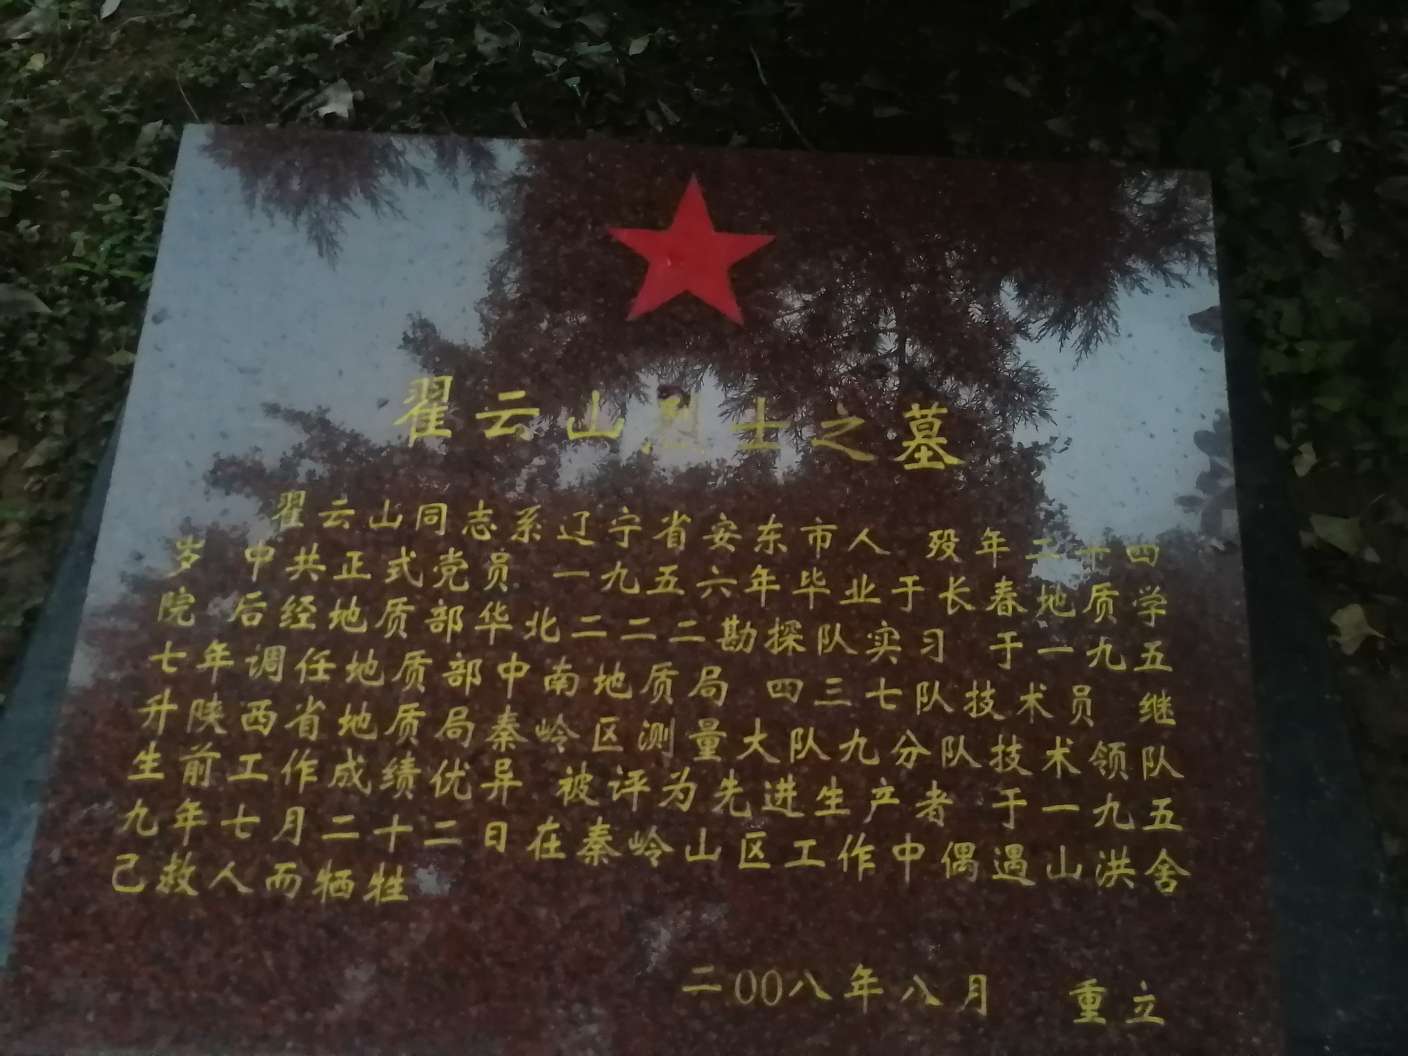 翟云山烈士之墓
翟云山同志系辽宁省安东市人 殁年二十四
岁 中共正式党员 一九五六年毕业于长春地质学
院 后经地质部华北二二二勘探队实习 于一九五
七年调任地质部中南地质局 四三七队技术员 继
升陕西省地质局秦岭区测量大队九分队技术领队
生前工作成绩优异 被评为先进生产者 于一九五
九年七月二十二日在秦岭山区工作中偶遇山洪舍
己救人而牺牲
二00八年八月 重立